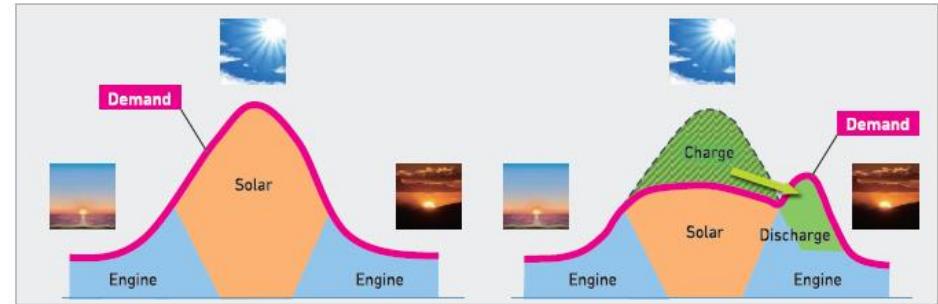 Demand
Solar
Engine
Engine
Demand
Charge
Solar
Discharge
Engine
Engine